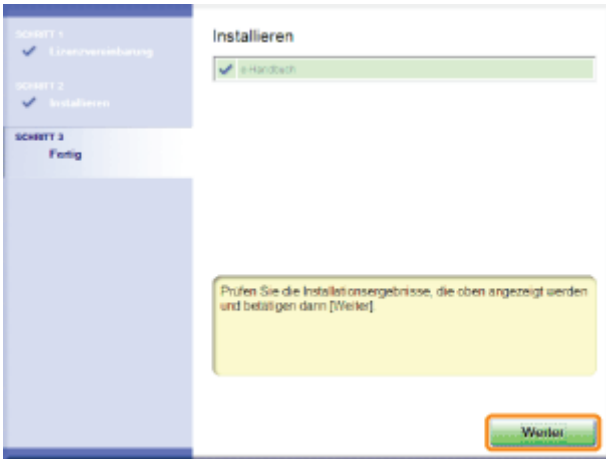 SCHRITT 1
Lizenzvereinbarung
SCHRITT 2
Installieren
SCHRITT 3
Fertig
Installieren
e-Handbuch
Prüfen Sie die Installationsergebnisse, die oben angezeigt werden
und betätigen dann [Weiter].
Weiter